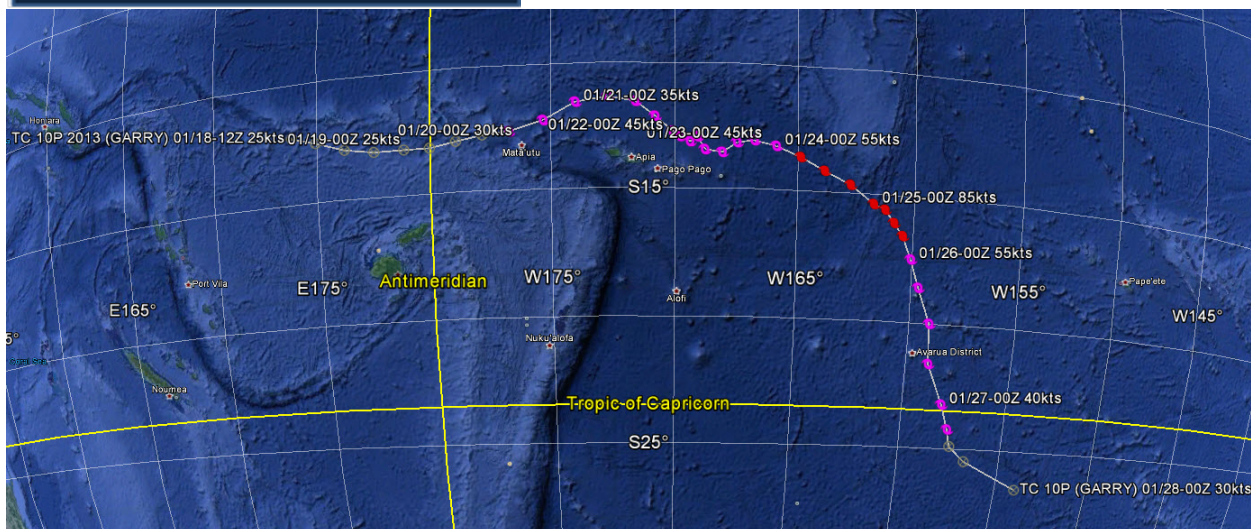 01/21-00Z 35kts
Honiara
01/22-00Z 45kts
TC 10P 2013 (GARRY) 01/18-12Z 25kts
01/19-00Z 25kts
01/20-00Z 30kts
01/23-00Z 45kts
01/24-00Z 55kts
Mata'utu
Apia
Pago Pago
S15°
01/25-00Z 85kts
01/26-00Z 55kts
Antimeridian
W175°
W165°
E175°
Port Vila
Alofi
W155°
Pape'ete
E165°
W145°
Nuku'alofa
Avarua District
Noumea
Tropic of Capricorn
01/27-00Z 40kts
S25°
TC 10P (GARRY) 01/28-00Z 30kts